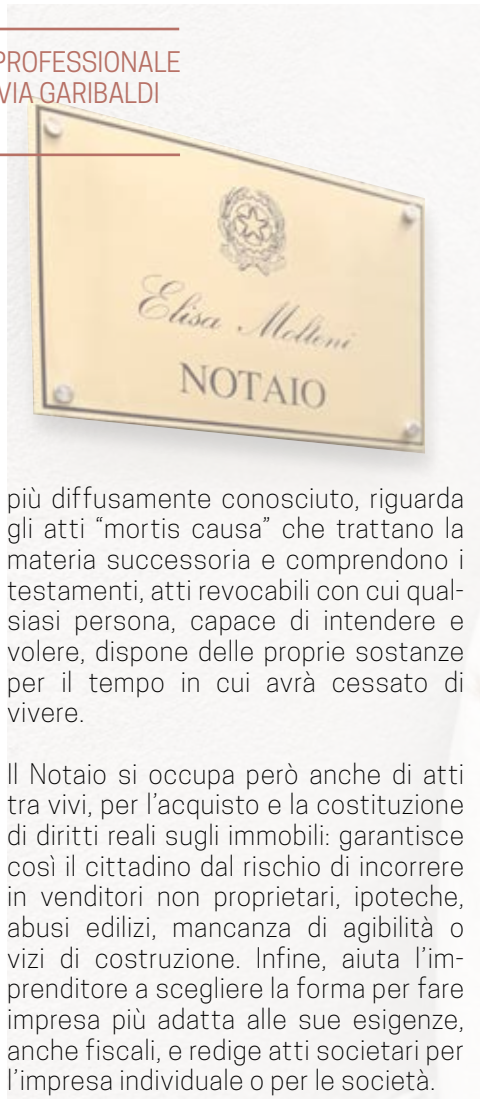 PROFESSIONALE
VIA GARIBALDI
Elisa Molteni
NOTAIO
più diffusamente conosciuto, riguarda
gli atti “mortis causa” che trattano la
materia successoria e comprendono i
testamenti, atti revocabili con cui qual-
siasi persona, capace di intendere e
volere, dispone delle proprie sostanze
per il tempo in cui avrà cessato di
vivere.
Il Notaio si occupa però anche di atti
tra vivi, per l’acquisto e la costituzione
di diritti reali sugli immobili: garantisce
così il cittadino dal rischio di incorrere
in venditori non proprietari, ipoteche,
abusi edilizi, mancanza di agibilità o
vizi di costruzione. Infine, aiuta l’im-
prenditore a scegliere la forma per fare
impresa più adatta alle sue esigenze,
anche fiscali, e redige atti societari per
l’impresa individuale o per le società.